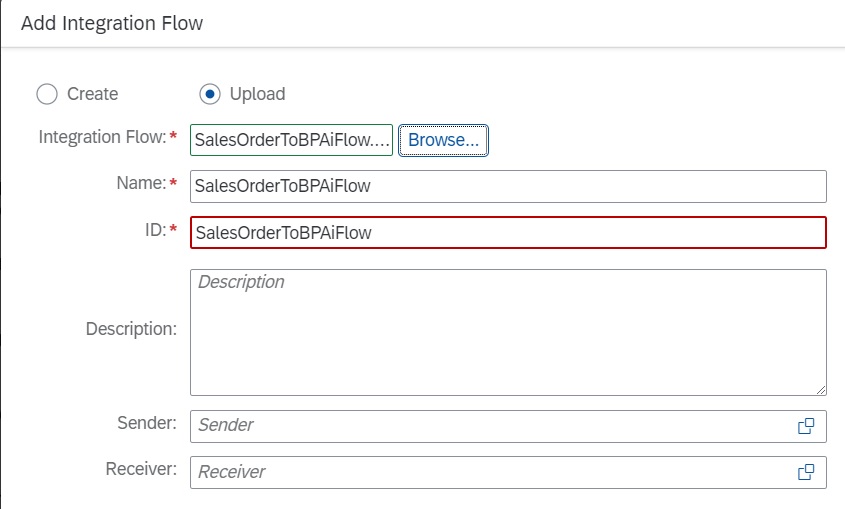 Add Integration Flow
Create Upload
Integration Flow:* SalesOrderToBPAiFlow.... Browse...
Name:* SalesOrderToBPAiFlow
ID:* SalesOrderToBPAiFlow
Description
Description:
Sender: Sender
Receiver: Receiver